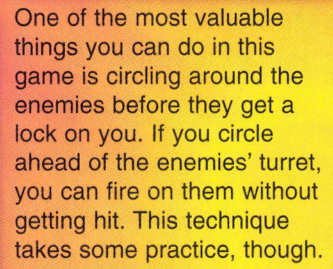 One of the most valuable
things you can do in this
game is circling around the
enemies before they get a
lock on you. If you circle
ahead of the enemies' turret,
you can fire on them without
getting hit. This technique
takes some practice, though.